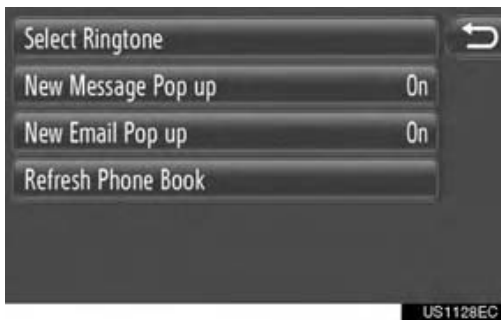 Select Ringtone
New Message Pop up On
New Email Pop up On
Refresh Phone Book
US1128EC